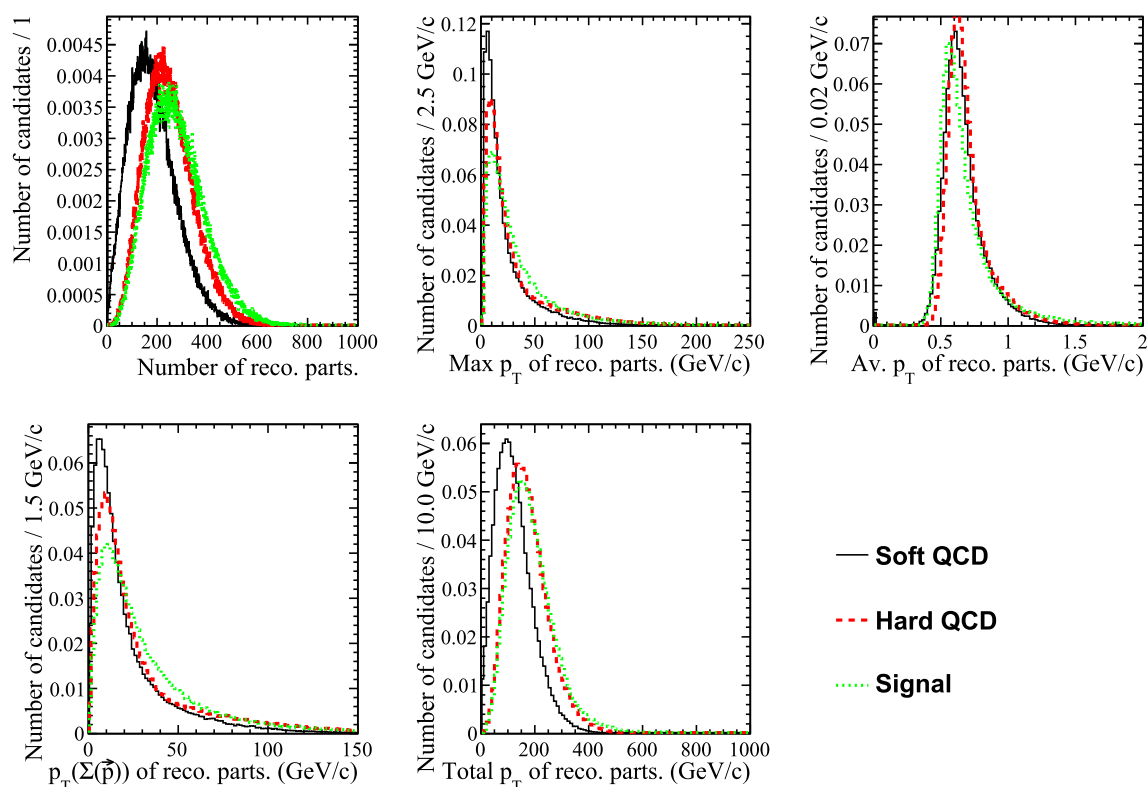 Number of candidates / 1
0.0045
0.004
0.0035
0.003
0.0025
0.002
0.0015
0.001
0.0005
0
0 200 400 600 800 1000
Number of reco. parts.
Number of candidates / 2.5 GeV/c
0.12
0.1
0.08
0.06
0.04
0.02
0
0 50 100 150 200 250
Max p_T of reco. parts. (GeV/c)
Number of candidates / 0.02 GeV/c
0.07
0.06
0.05
0.04
0.03
0.02
0.01
0
0 0.5 1 1.5 2
Av. p_T of reco. parts. (GeV/c)
Number of candidates / 1.5 GeV/c
0.06
0.05
0.04
0.03
0.02
0.01
0
0 50 100 150
p_T(Σ(p⃗)) of reco. parts. (GeV/c)
Number of candidates / 10.0 GeV/c
0.06
0.05
0.04
0.03
0.02
0.01
0
0 200 400 600 800 1000
Total p_T of reco. parts. (GeV/c)
Soft QCD
Hard QCD
Signal